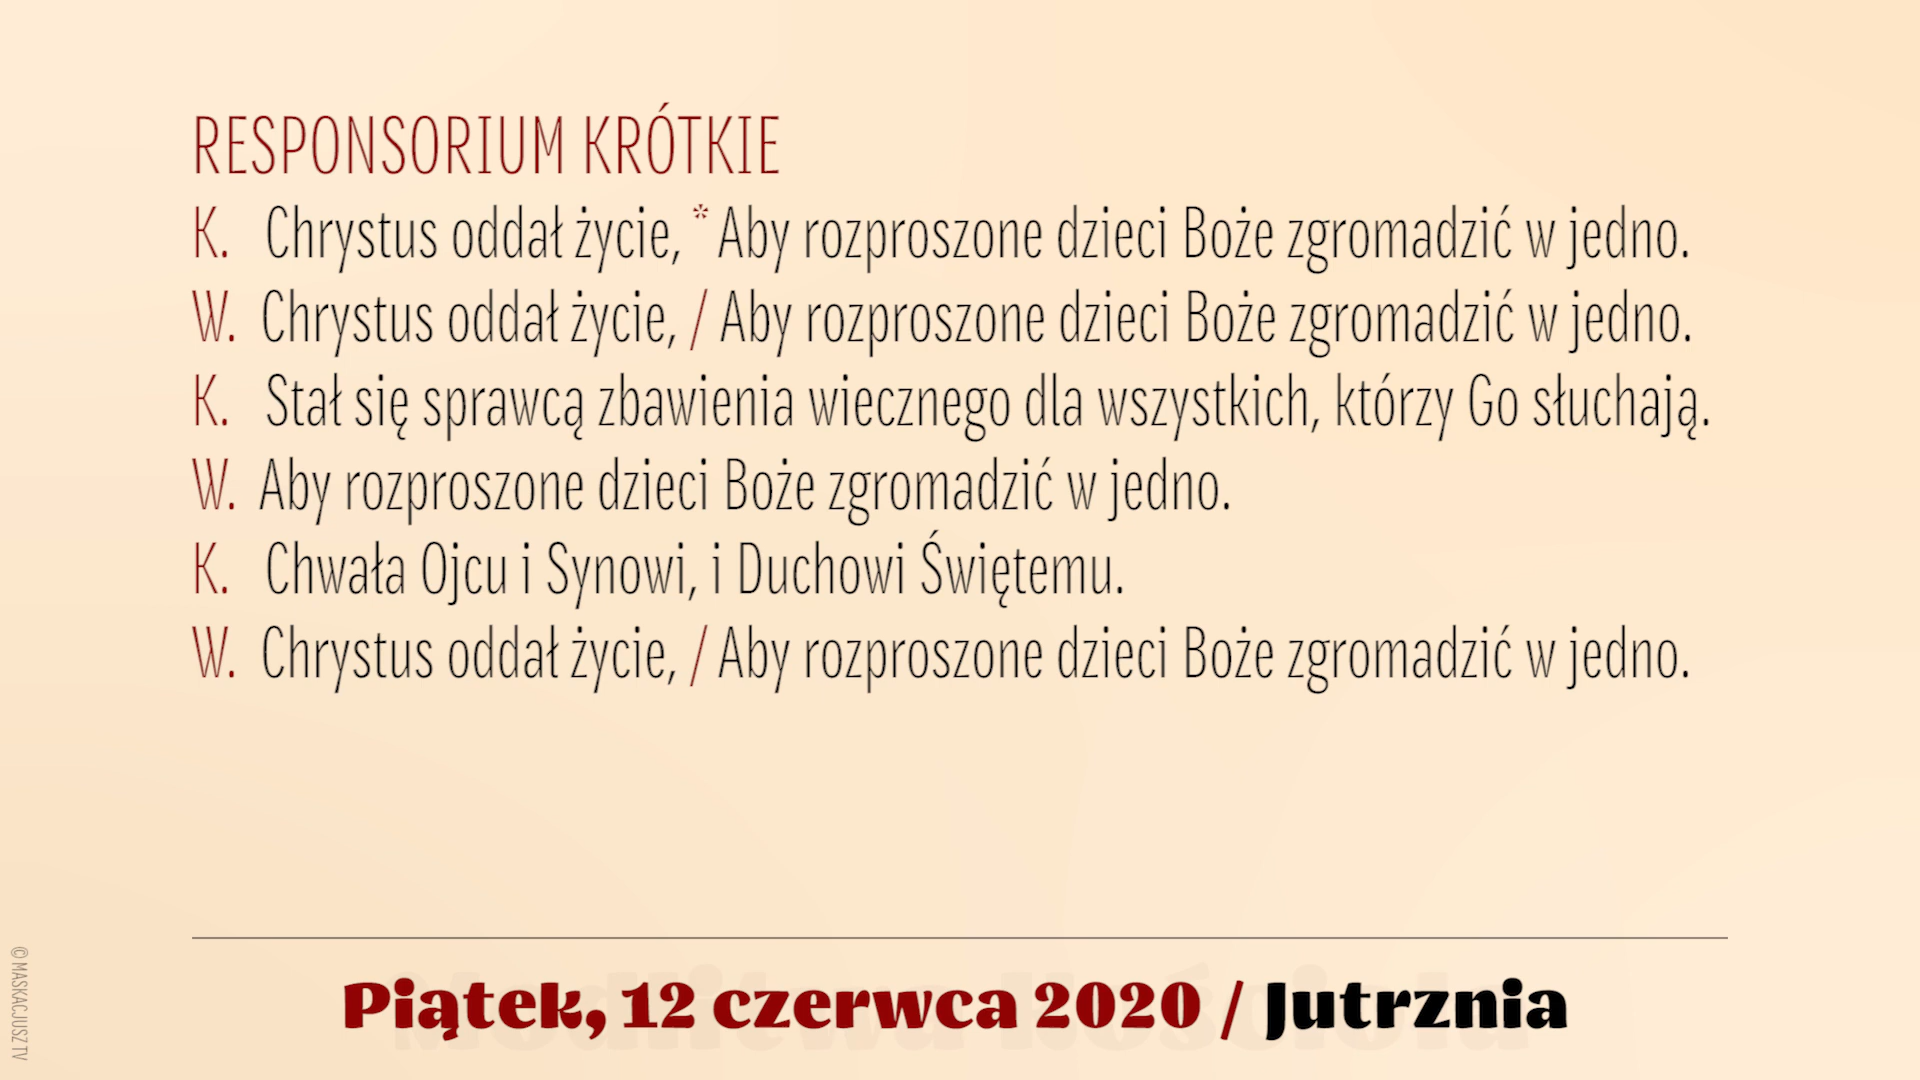 RESPONSORIUM KRÓTKIE
K. Chrystus oddał życie, * Aby rozproszone dzieci Boże zgromadzić w jedno.
W. Chrystus oddał życie, / Aby rozproszone dzieci Boże zgromadzić w jedno.
K. Stał się sprawcą zbawienia wiecznego dla wszystkich, którzy Go słuchają.
W. Aby rozproszone dzieci Boże zgromadzić w jedno.
K. Chwała Ojcu i Synowi, i Duchowi Świętemu.
W. Chrystus oddał życie, / Aby rozproszone dzieci Boże zgromadzić w jedno.
Piątek, 12 czerwca 2020 / Jutrznia
© MASKACJUSZ TV